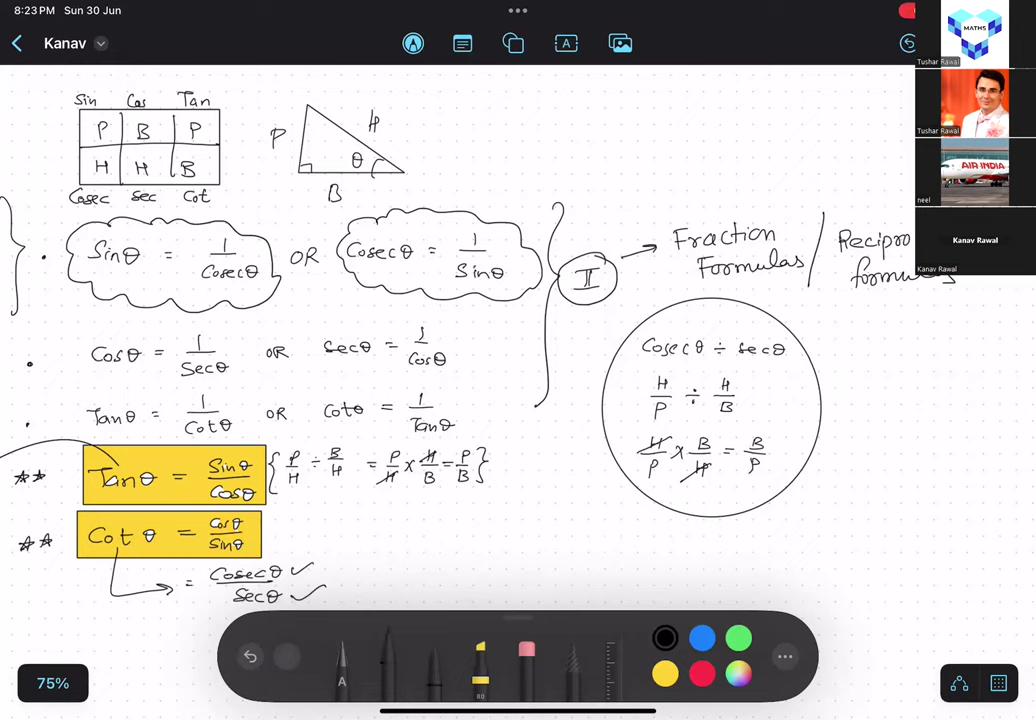 8:23 PM Sun 30 Jun
Kanav
MATHS
Tushar Rawal
Tushar Rawal
AIR INDIA
neel
Kanav Rawal
Kanav Rawal
Sin Cos Tan
P B P
H H B
Cosec Sec Cot
P H θ B
Sinθ = 1/Cosecθ OR Cosecθ = 1/Sinθ
II → Fraction Formulas / Recipro formulas
Cosθ = 1/Secθ OR secθ = 1/Cosθ
Tanθ = 1/Cotθ OR Cotθ = 1/Tanθ
** Tanθ = Sinθ/Cosθ { P/H ÷ B/H = P/H × H/B = P/B }
** Cot θ = Cosθ/Sinθ
= Cosecθ ✓ / Secθ ✓
Cosecθ ÷ secθ
H/P ÷ H/B
H/P × B/H = B/P
A
80
75%